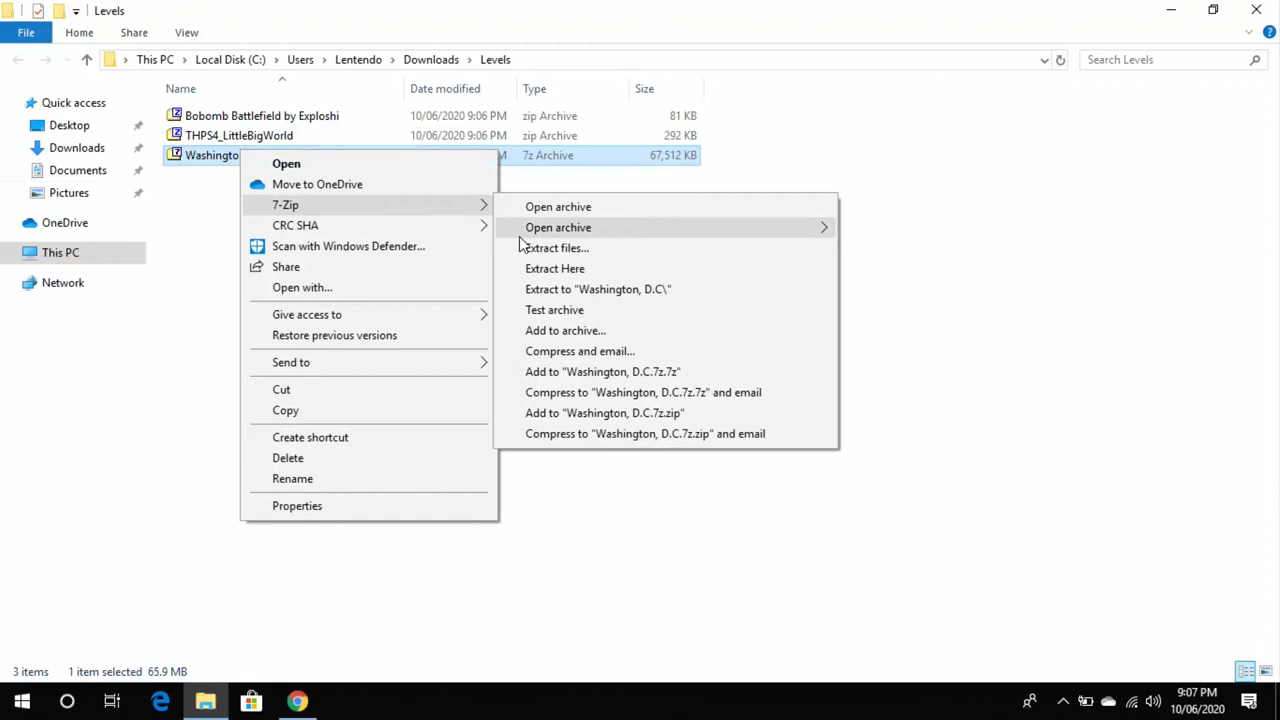 Levels
File Home Share View
This PC Local Disk (C:) Users Lentendo Downloads Levels
Search Levels
Name Date modified Type Size
Quick access
Desktop
Downloads
Documents
Pictures
OneDrive
This PC
Network
Bobomb Battlefield by Exploshi 10/06/2020 9:06 PM zip Archive 81 KB
THPS4_LittleBigWorld 10/06/2020 9:06 PM zip Archive 292 KB
Washingto M 7z Archive 67,512 KB
Open
Move to OneDrive
7-Zip
CRC SHA
Scan with Windows Defender...
Share
Open with...
Give access to
Restore previous versions
Send to
Cut
Copy
Create shortcut
Delete
Rename
Properties
Open archive
Open archive
Extract files...
Extract Here
Extract to "Washington, D.C\"
Test archive
Add to archive...
Compress and email...
Add to "Washington, D.C.7z.7z"
Compress to "Washington, D.C.7z.7z" and email
Add to "Washington, D.C.7z.zip"
Compress to "Washington, D.C.7z.zip" and email
3 items 1 item selected 65.9 MB
9:07 PM
10/06/2020